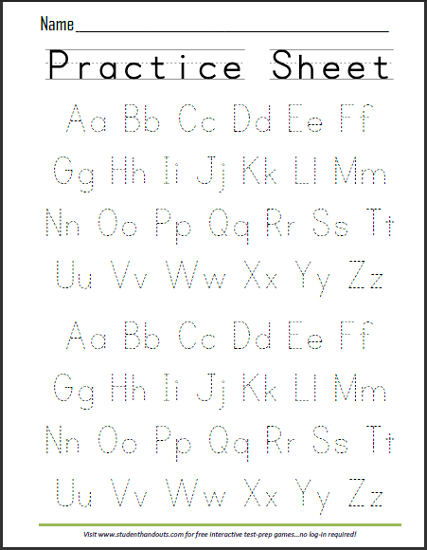 Name
Practice Sheet
Aa Bb Cc Dd Ee Ff
Gg Hh Ii Jj Kk Ll Mm
Nn Oo Pp Qq Rr Ss Tt
Uu Vv Ww Xx Yy Zz
Aa Bb Cc Dd Ee Ff
Gg Hh Ii Jj Kk Ll Mm
Nn Oo Pp Qq Rr Ss Tt
Uu Vv Ww Xx Yy Zz
Visit www.studenthandouts.com for free interactive test-prep games...no log-in required!